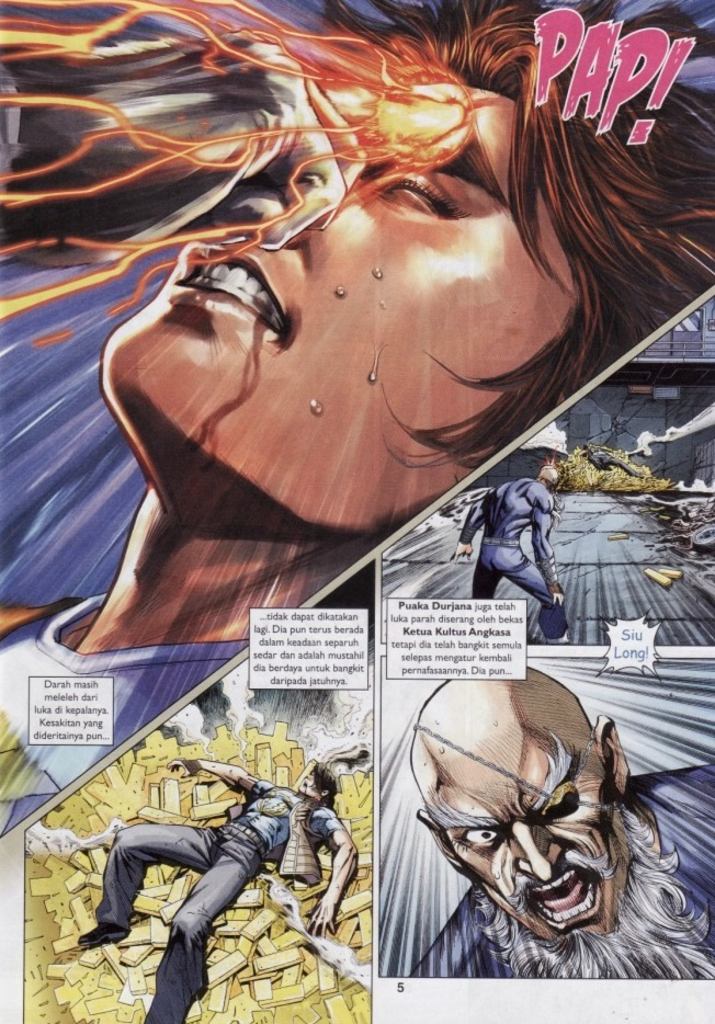 PAP!
Darah masih
meleleh dari
luka di kepalanya.
Kesakitan yang
dideritainya pun...
...tidak dapat dikatakan
lagi. Dia pun terus berada
dalam keadaan separuh
sedar dan adalah mustahil
dia berdaya untuk bangkit
daripada jatuhnya.
Puaka Durjana juga telah
luka parah diserang oleh bekas
Ketua Kultus Angkasa
tetapi dia telah bangkit semula
selepas mengatur kembali
pernafasannya. Dia pun...
Siu
Long!
5